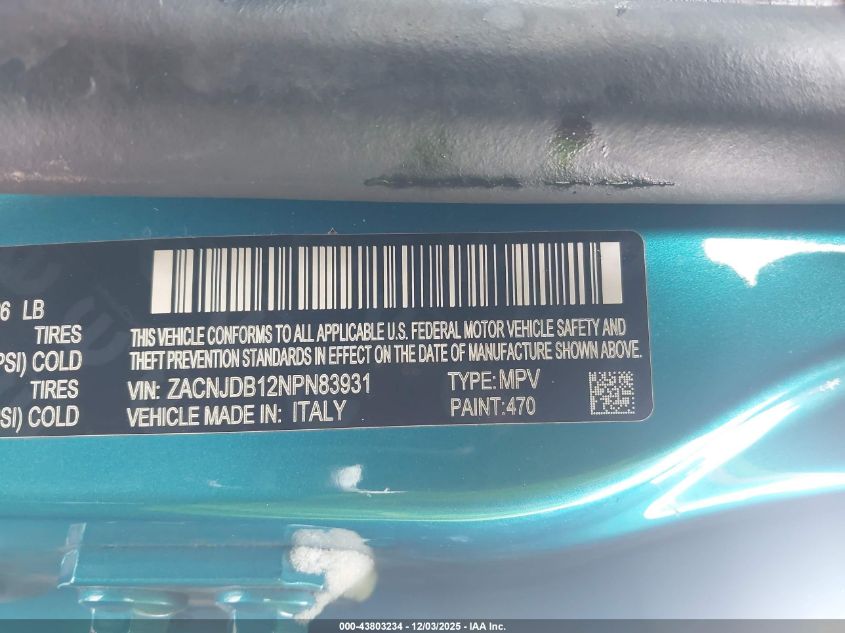 6 LB
TIRES
PSI) COLD
TIRES
SI) COLD
THIS VEHICLE CONFORMS TO ALL APPLICABLE U.S. FEDERAL MOTOR VEHICLE SAFETY AND
THEFT PREVENTION STANDARDS IN EFFECT ON THE DATE OF MANUFACTURE SHOWN ABOVE.
VIN: ZACNJDB12NPN83931 TYPE: MPV
VEHICLE MADE IN: ITALY PAINT:470
000-43803234 - 12/03/2025 - IAA Inc.